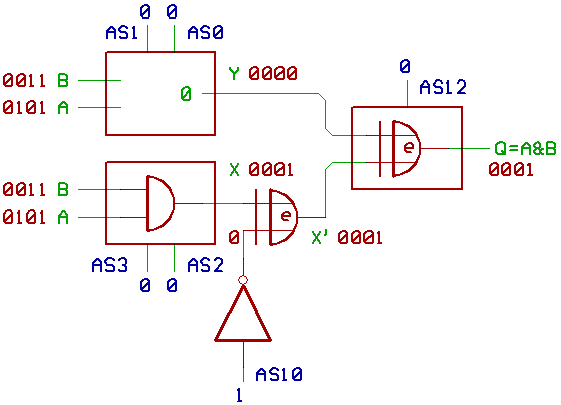 0 0
AS1 AS0
0
AS12
0011 B
Y 0000
0
0101 A
e
Q=A&B
0001
X 0001
0011 B
e
0101 A
0
X' 0001
AS3 AS2
0 0
AS10
1